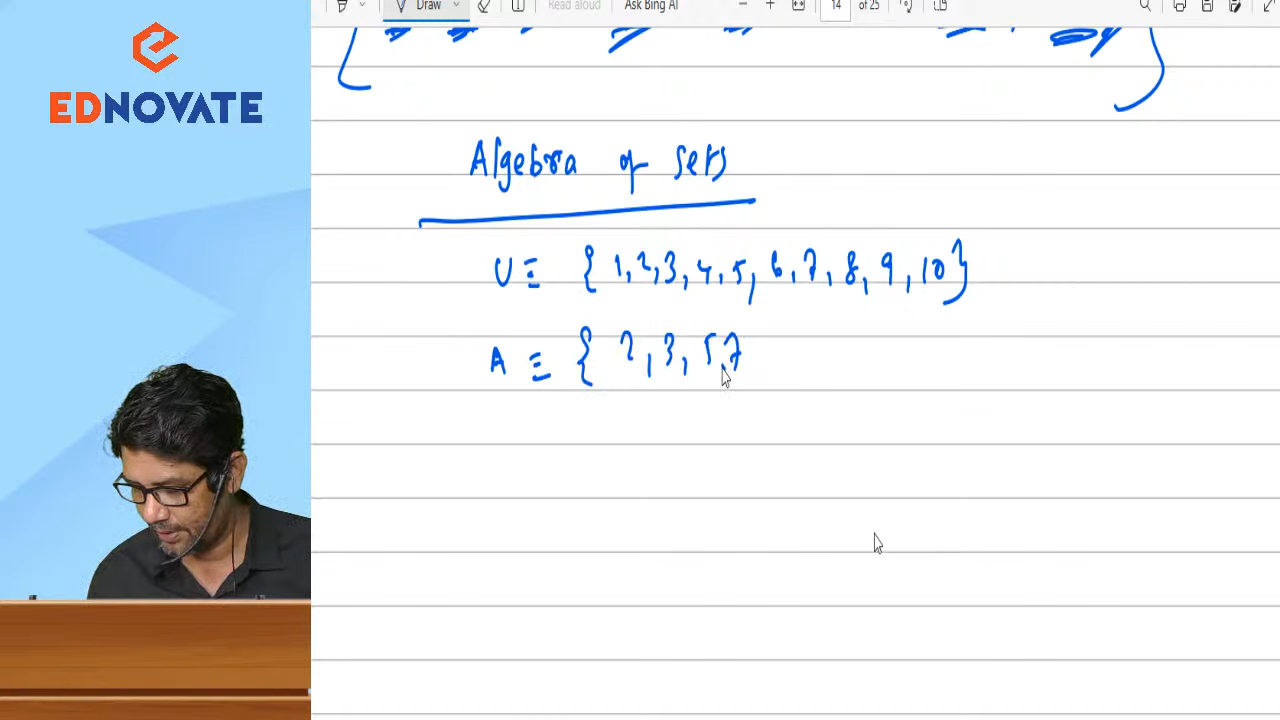 Draw
Read aloud
Ask Bing AI
14 of 25
EDNOVATE
Algebra of sets
U ≡ { 1, 2, 3, 4, 5, 6, 7, 8, 9, 10 }
A ≡ { 2, 3, 5, 7